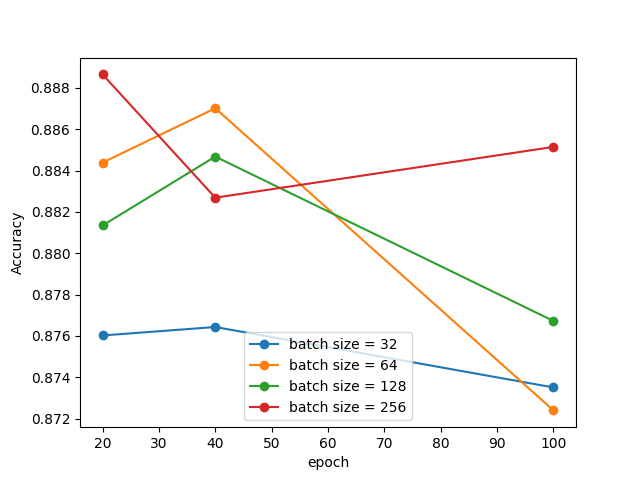 0.888
0.886
0.884
0.882
0.880
0.878
0.876
0.874
0.872
Accuracy
batch size = 32
batch size = 64
batch size = 128
batch size = 256
20 30 40 50 60 70 80 90 100
epoch